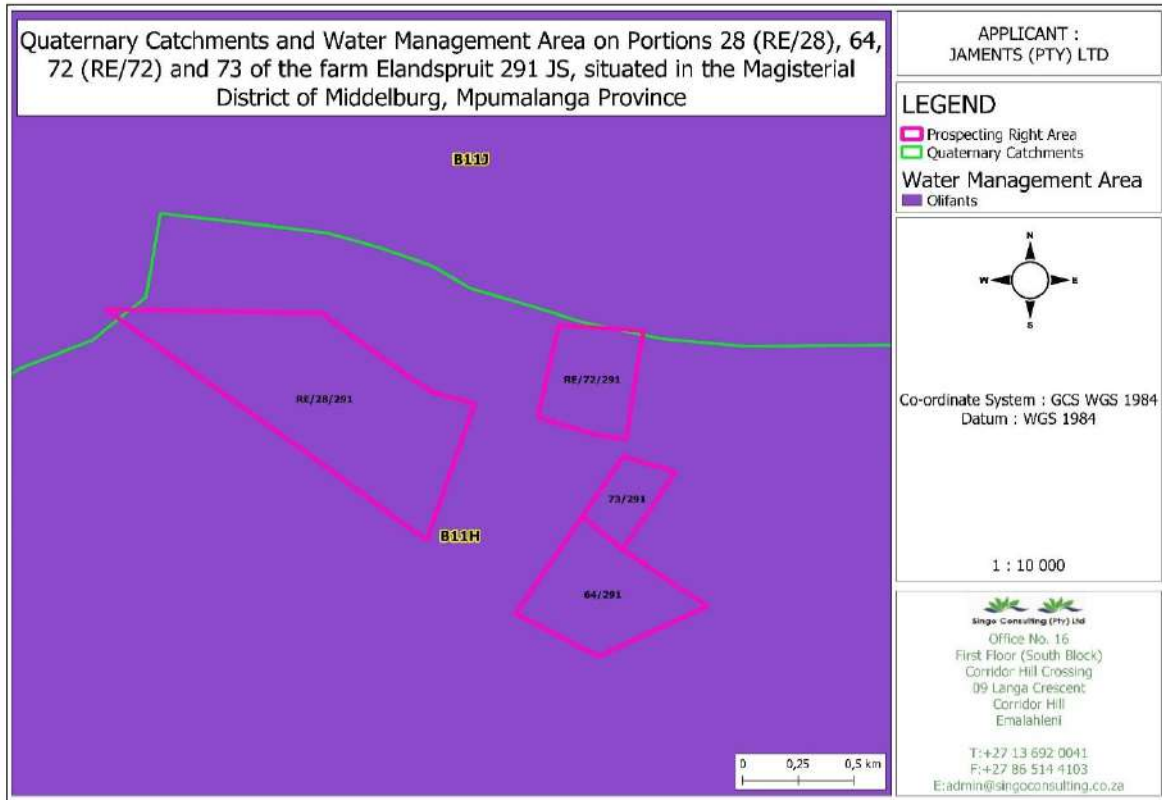 Quaternary Catchments and Water Management Area on Portions 28 (RE/28), 64,
72 (RE/72) and 73 of the farm Elandspruit 291 JS, situated in the Magisterial
District of Middelburg, Mpumalanga Province
B11J
RE/28/291
RE/72/291
73/291
B11H
64/291
0 0,25 0,5 km
APPLICANT :
JAMENTS (PTY) LTD
LEGEND
Prospecting Right Area
Quaternary Catchments
Water Management Area
Olifants
N
W E
S
Co-ordinate System : GCS WGS 1984
Datum : WGS 1984
1 : 10 000
Singo Consulting (Pty) Ltd
Office No. 16
First Floor (South Block)
Corridor Hill Crossing
09 Langa Crescent
Corridor Hill
Emalahleni
T:+27 13 692 0041
F:+27 86 514 4103
E:admin@singoconsulting.co.za